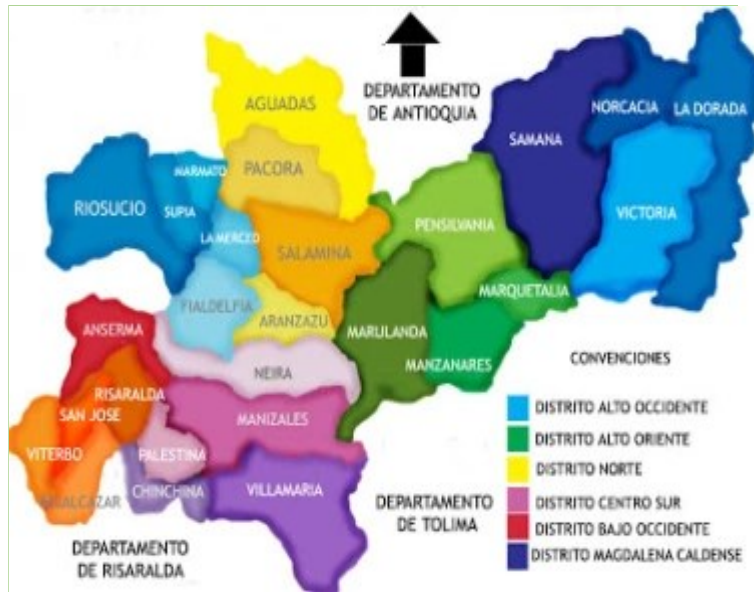 DEPARTAMENTO
DE ANTIOQUIA
AGUADAS
NORCACIA
LA DORADA
SAMANA
MARMATO
PACORA
RIOSUCIO
SUPIA
VICTORIA
LA MERCED
PENSILVANIA
SALAMINA
MARQUETALIA
FIALDELFIA
ARANZAZU
ANSERMA
MARULANDA
CONVENCIONES
MANZANARES
NEIRA
RISARALDA
SAN JOSE
MANIZALES
DISTRITO ALTO OCCIDENTE
DISTRITO ALTO ORIENTE
VITERBO
PALESTINA
DISTRITO NORTE
CHINCHINA
VILLAMARIA
DEPARTAMENTO
DE TOLIMA
DISTRITO CENTRO SUR
DISTRITO BAJO OCCIDENTE
DEPARTAMENTO
DE RISARALDA
DISTRITO MAGDALENA CALDENSE